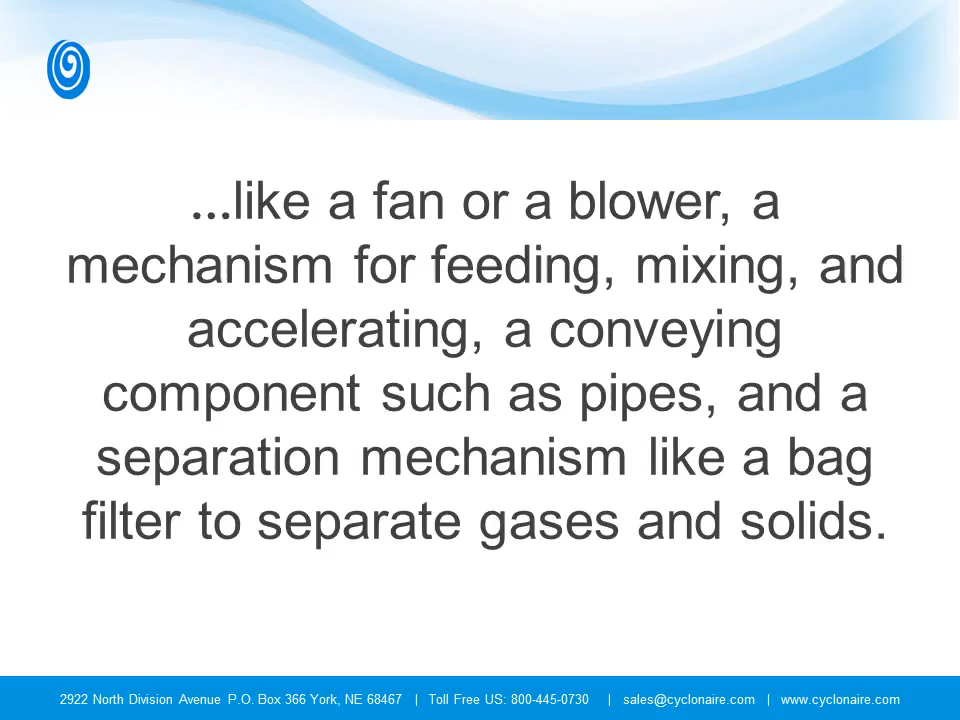 ...like a fan or a blower, a
mechanism for feeding, mixing, and
accelerating, a conveying
component such as pipes, and a
separation mechanism like a bag
filter to separate gases and solids.
2922 North Division Avenue P.O. Box 366 York, NE 68467 | Toll Free US: 800-445-0730 | sales@cyclonaire.com | www.cyclonaire.com